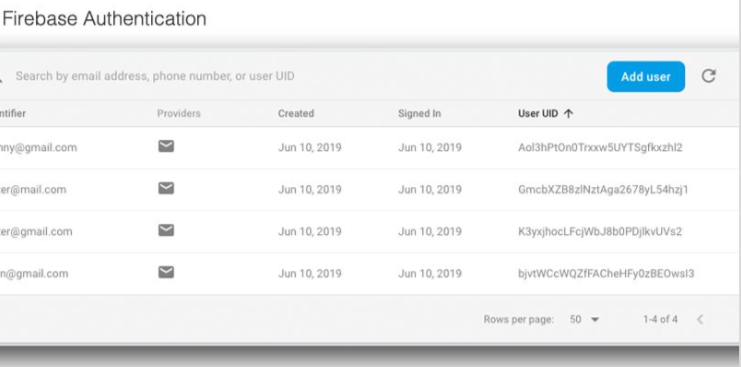 Firebase Authentication
Search by email address, phone number, or user UID Add user
ntifier Providers Created Signed In User UID ↑
nny@gmail.com Jun 10, 2019 Jun 10, 2019 Aol3hPtOn0Trxxw5UYTSgfkxzhl2
ter@mail.com Jun 10, 2019 Jun 10, 2019 GmcbXZB8zlNztAga2678yL54hzj1
ter@gmail.com Jun 10, 2019 Jun 10, 2019 K3yxjhocLFcjWbJ8b0PDjlkvUVs2
n@gmail.com Jun 10, 2019 Jun 10, 2019 bjvtWCcWQZfFACheHFy0zBEOwsI3
Rows per page: 50 1-4 of 4